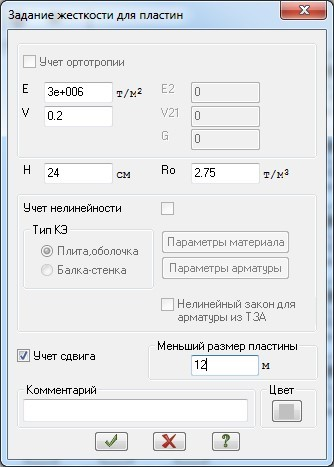 Задание жесткости для пластин
Учет ортотропии
E 3e+006 т/м² E2 0
V 0.2 V21 0
G 0
H 24 см Ro 2.75 т/м³
Учет нелинейности
Тип КЭ
Плита,оболочка Параметры материала
Балка-стенка Параметры арматуры
Нелинейный закон для
арматуры из ТЗА
Учет сдвига Меньший размер пластины
12 м
Комментарий Цвет
?